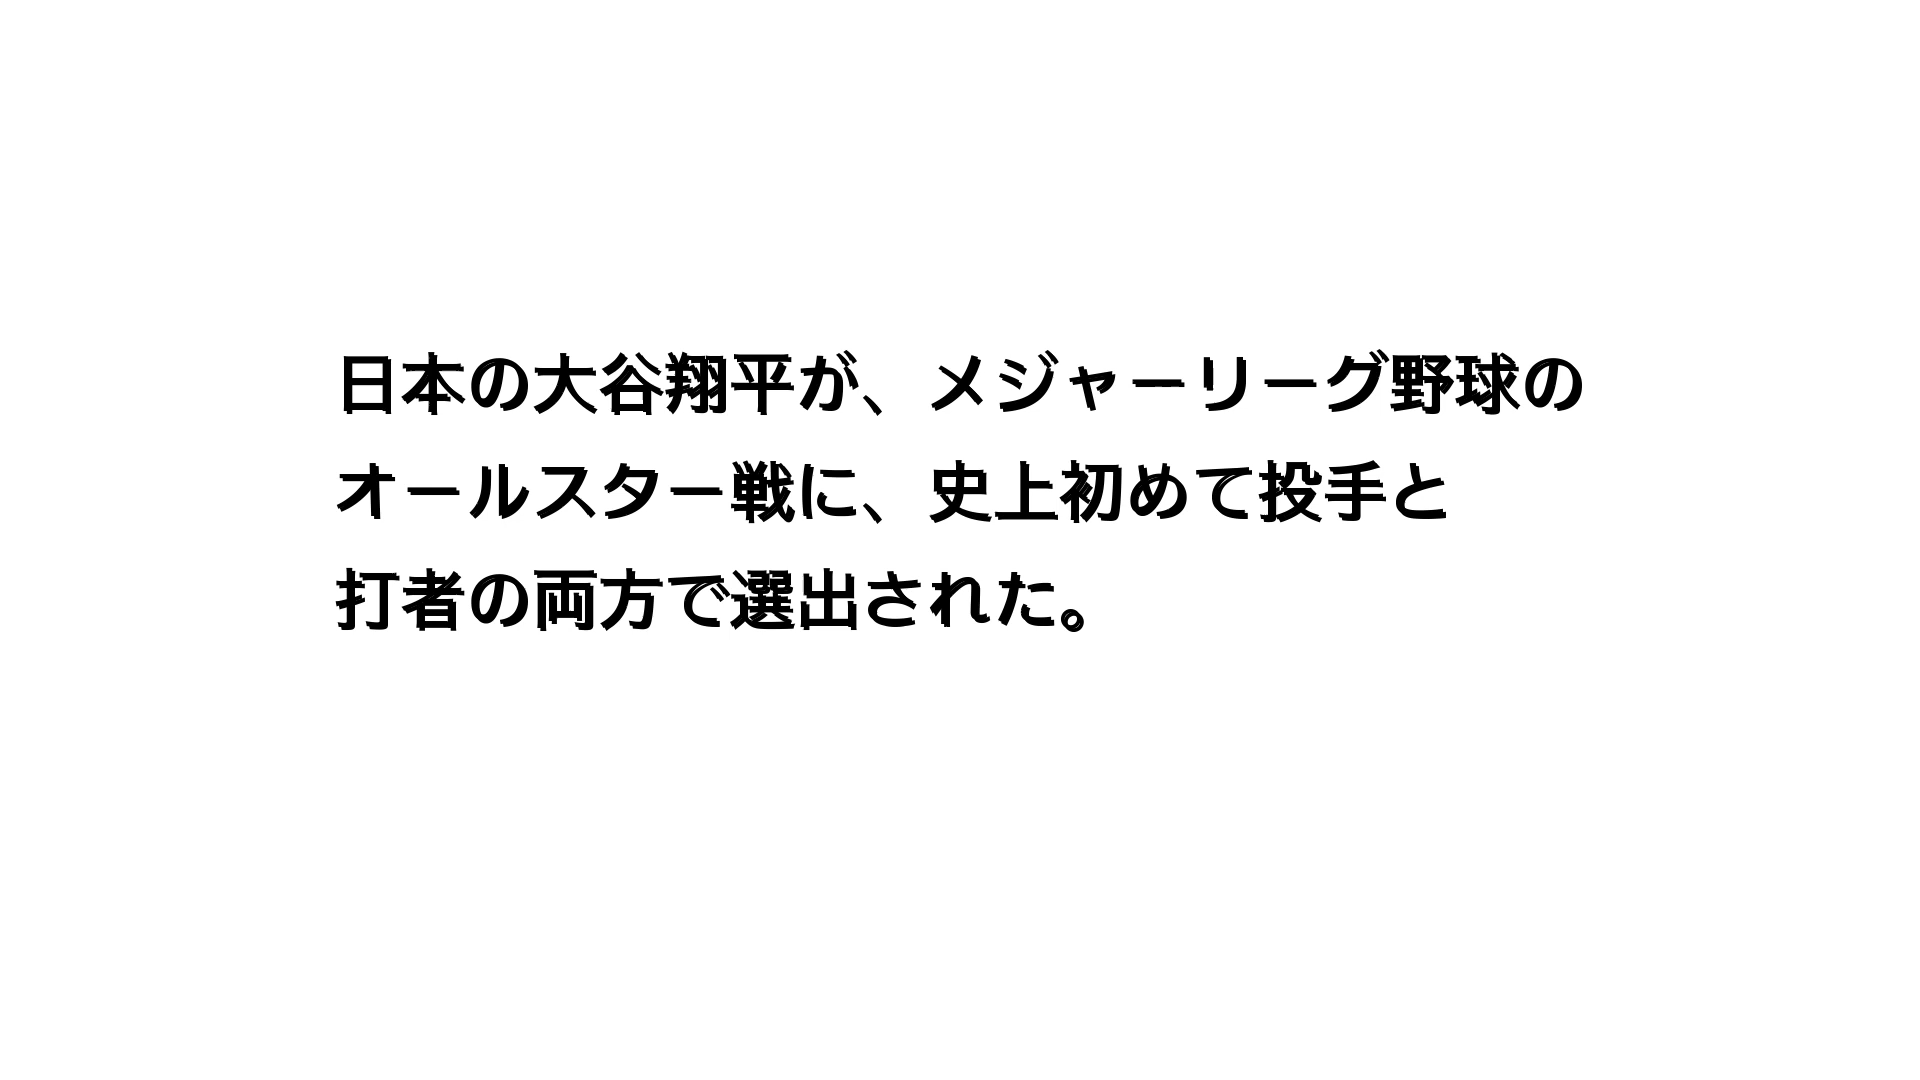 日本の大谷翔平が、メジャーリーグ野球の
オールスター戦に、史上初めて投手と
打者の両方で選出された。